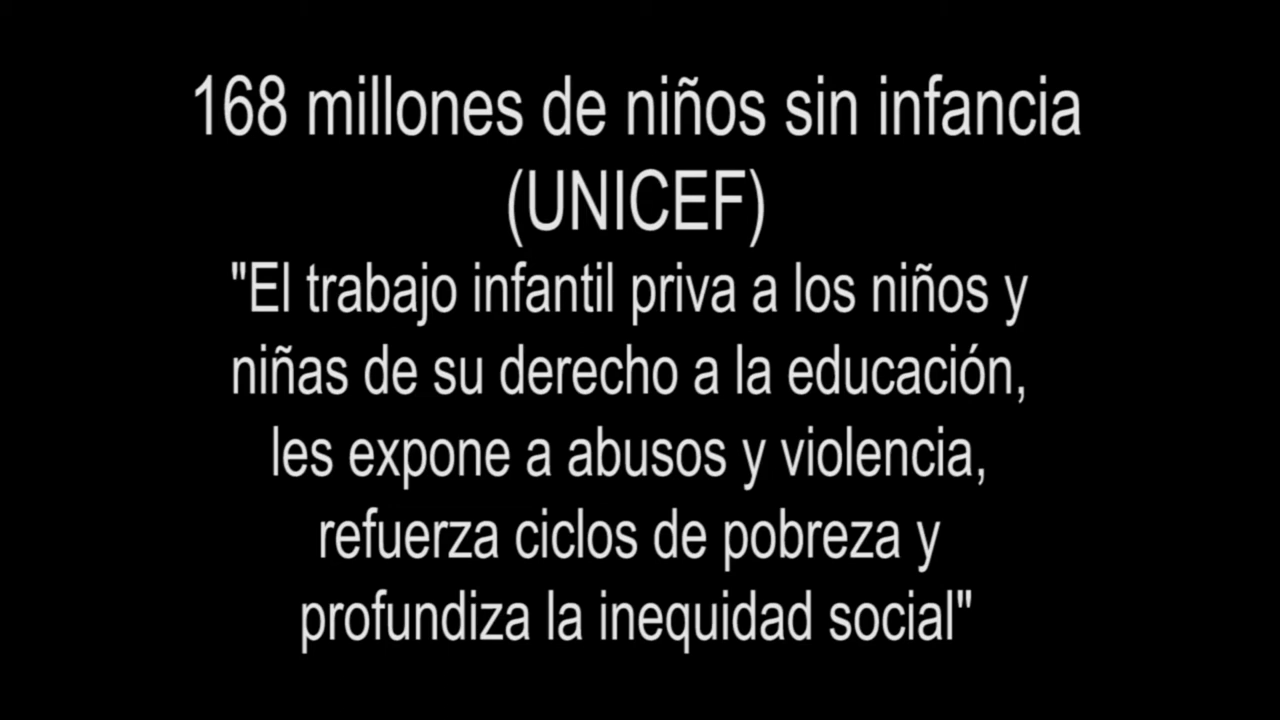 168 millones de niños sin infancia
(UNICEF)
"El trabajo infantil priva a los niños y
niñas de su derecho a la educación,
les expone a abusos y violencia,
refuerza ciclos de pobreza y
profundiza la inequidad social"